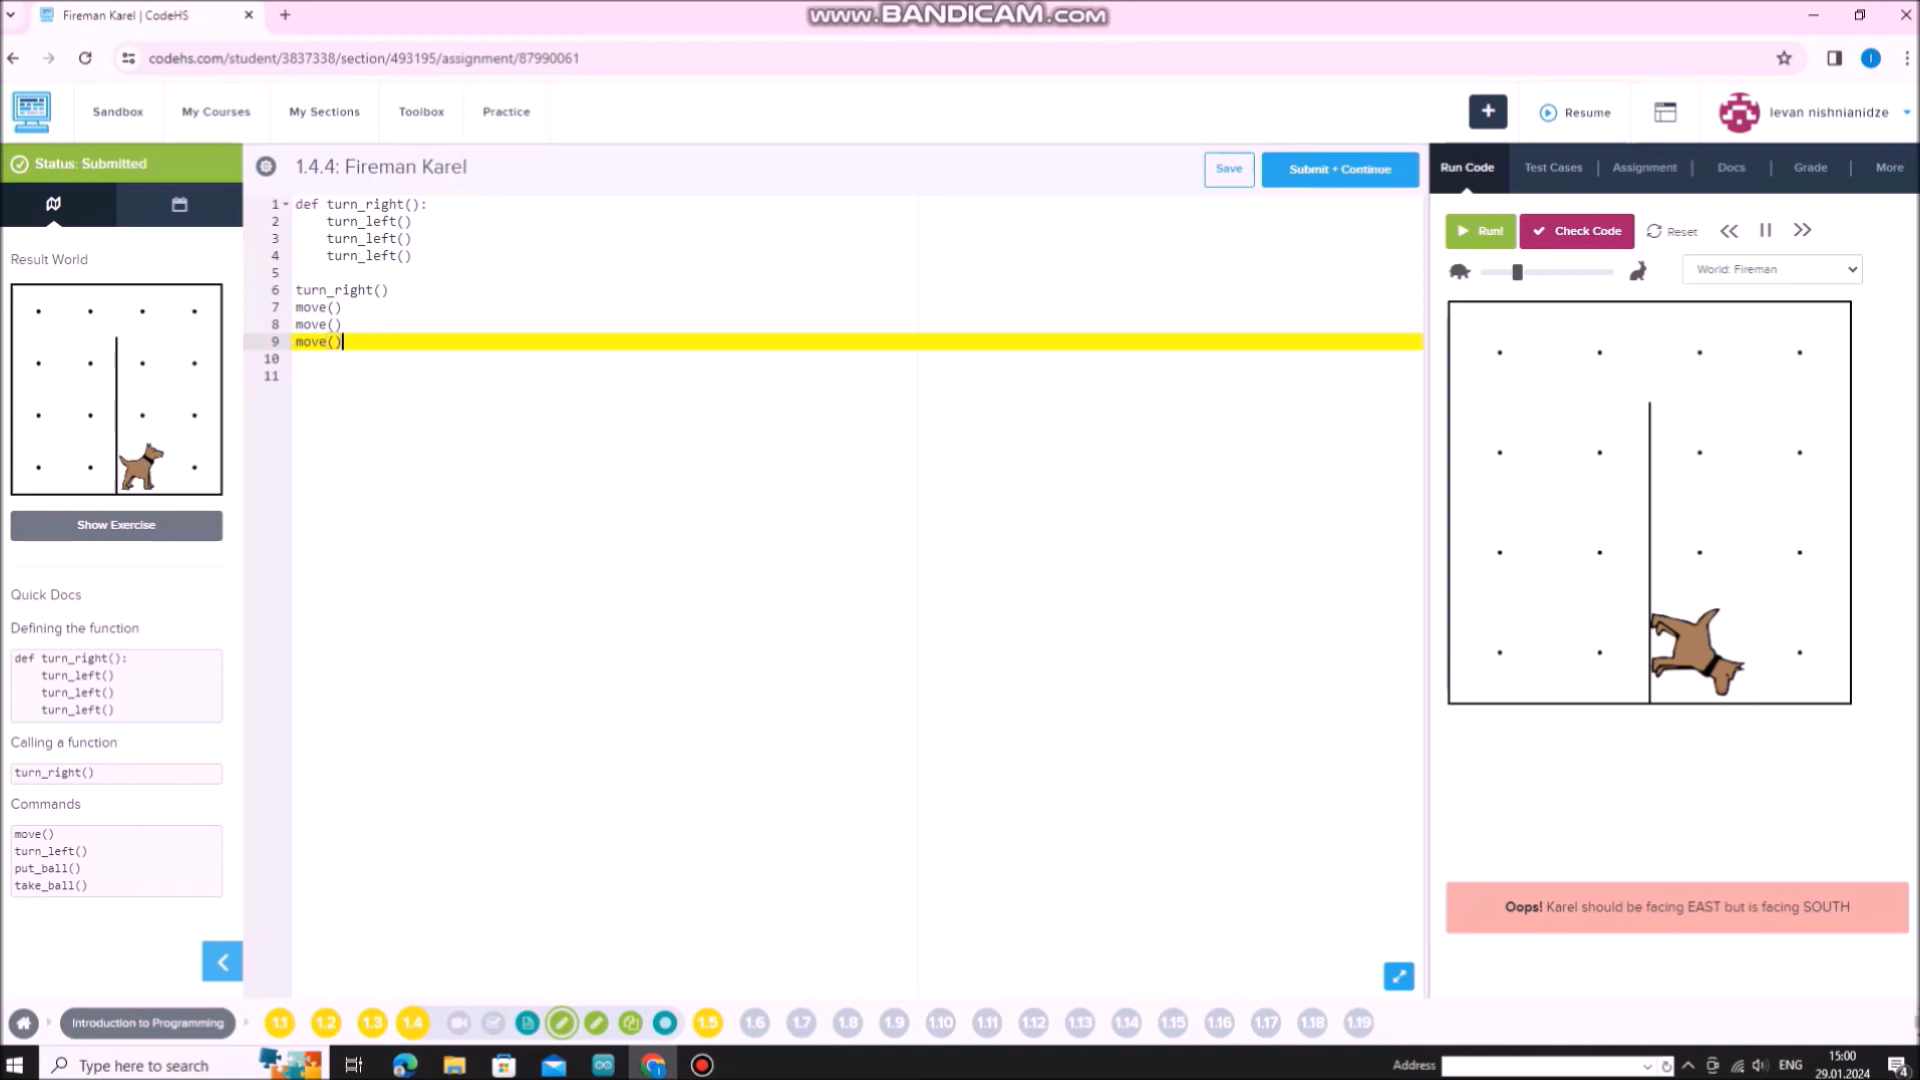 Fireman Karel | CodeHS
www.BANDICAM.com
codehs.com/student/3837338/section/493195/assignment/87990061
I
Sandbox
My Courses
My Sections
Toolbox
Practice
+
Resume
levan nishnianidze
Status: Submitted
1.4.4: Fireman Karel
Save
Submit + Continue
Run Code
Test Cases
Assignment
Docs
Grade
More
Result World
Show Exercise
Quick Docs
Defining the function
def turn_right():
turn_left()
turn_left()
turn_left()
Calling a function
turn_right()
Commands
move()
turn_left()
put_ball()
take_ball()
1 def turn_right():
2 turn_left()
3 turn_left()
4 turn_left()
5
6 turn_right()
7 move()
8 move()
9 move()
10
11
Run!
Check Code
Reset
World: Fireman
Oops! Karel should be facing EAST but is facing SOUTH
Introduction to Programming
1.1
1.2
1.3
1.4
1.5
1.6
1.7
1.8
1.9
1.10
1.11
1.12
1.13
1.14
1.15
1.16
1.17
1.18
1.19
Type here to search
Address
ENG
15:00
29.01.2024
4